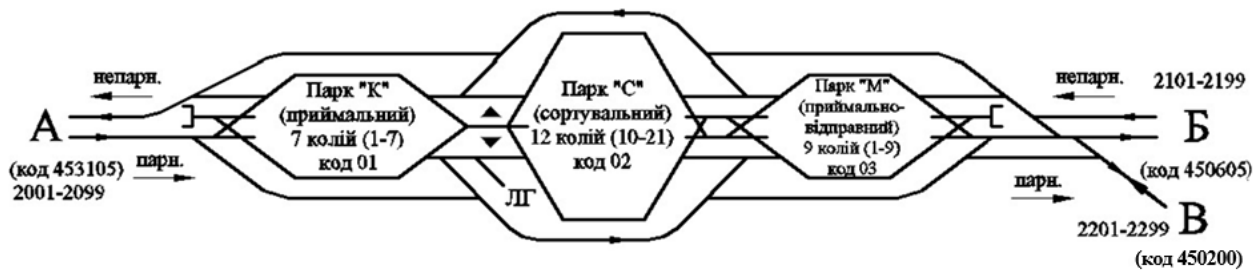 непарн.
А
(код 453105)
2001-2099
парн.
Парк "К"
(приймальний)
7 колій (1-7)
код 01
ЛГ
Парк "С"
(сортувальний)
12 колій (10-21)
код 02
Парк "М"
(приймально-
відправний)
9 колій (1-9)
код 03
непарн.
2101-2199
Б
(код 450605)
парн.
2201-2299
В
(код 450200)